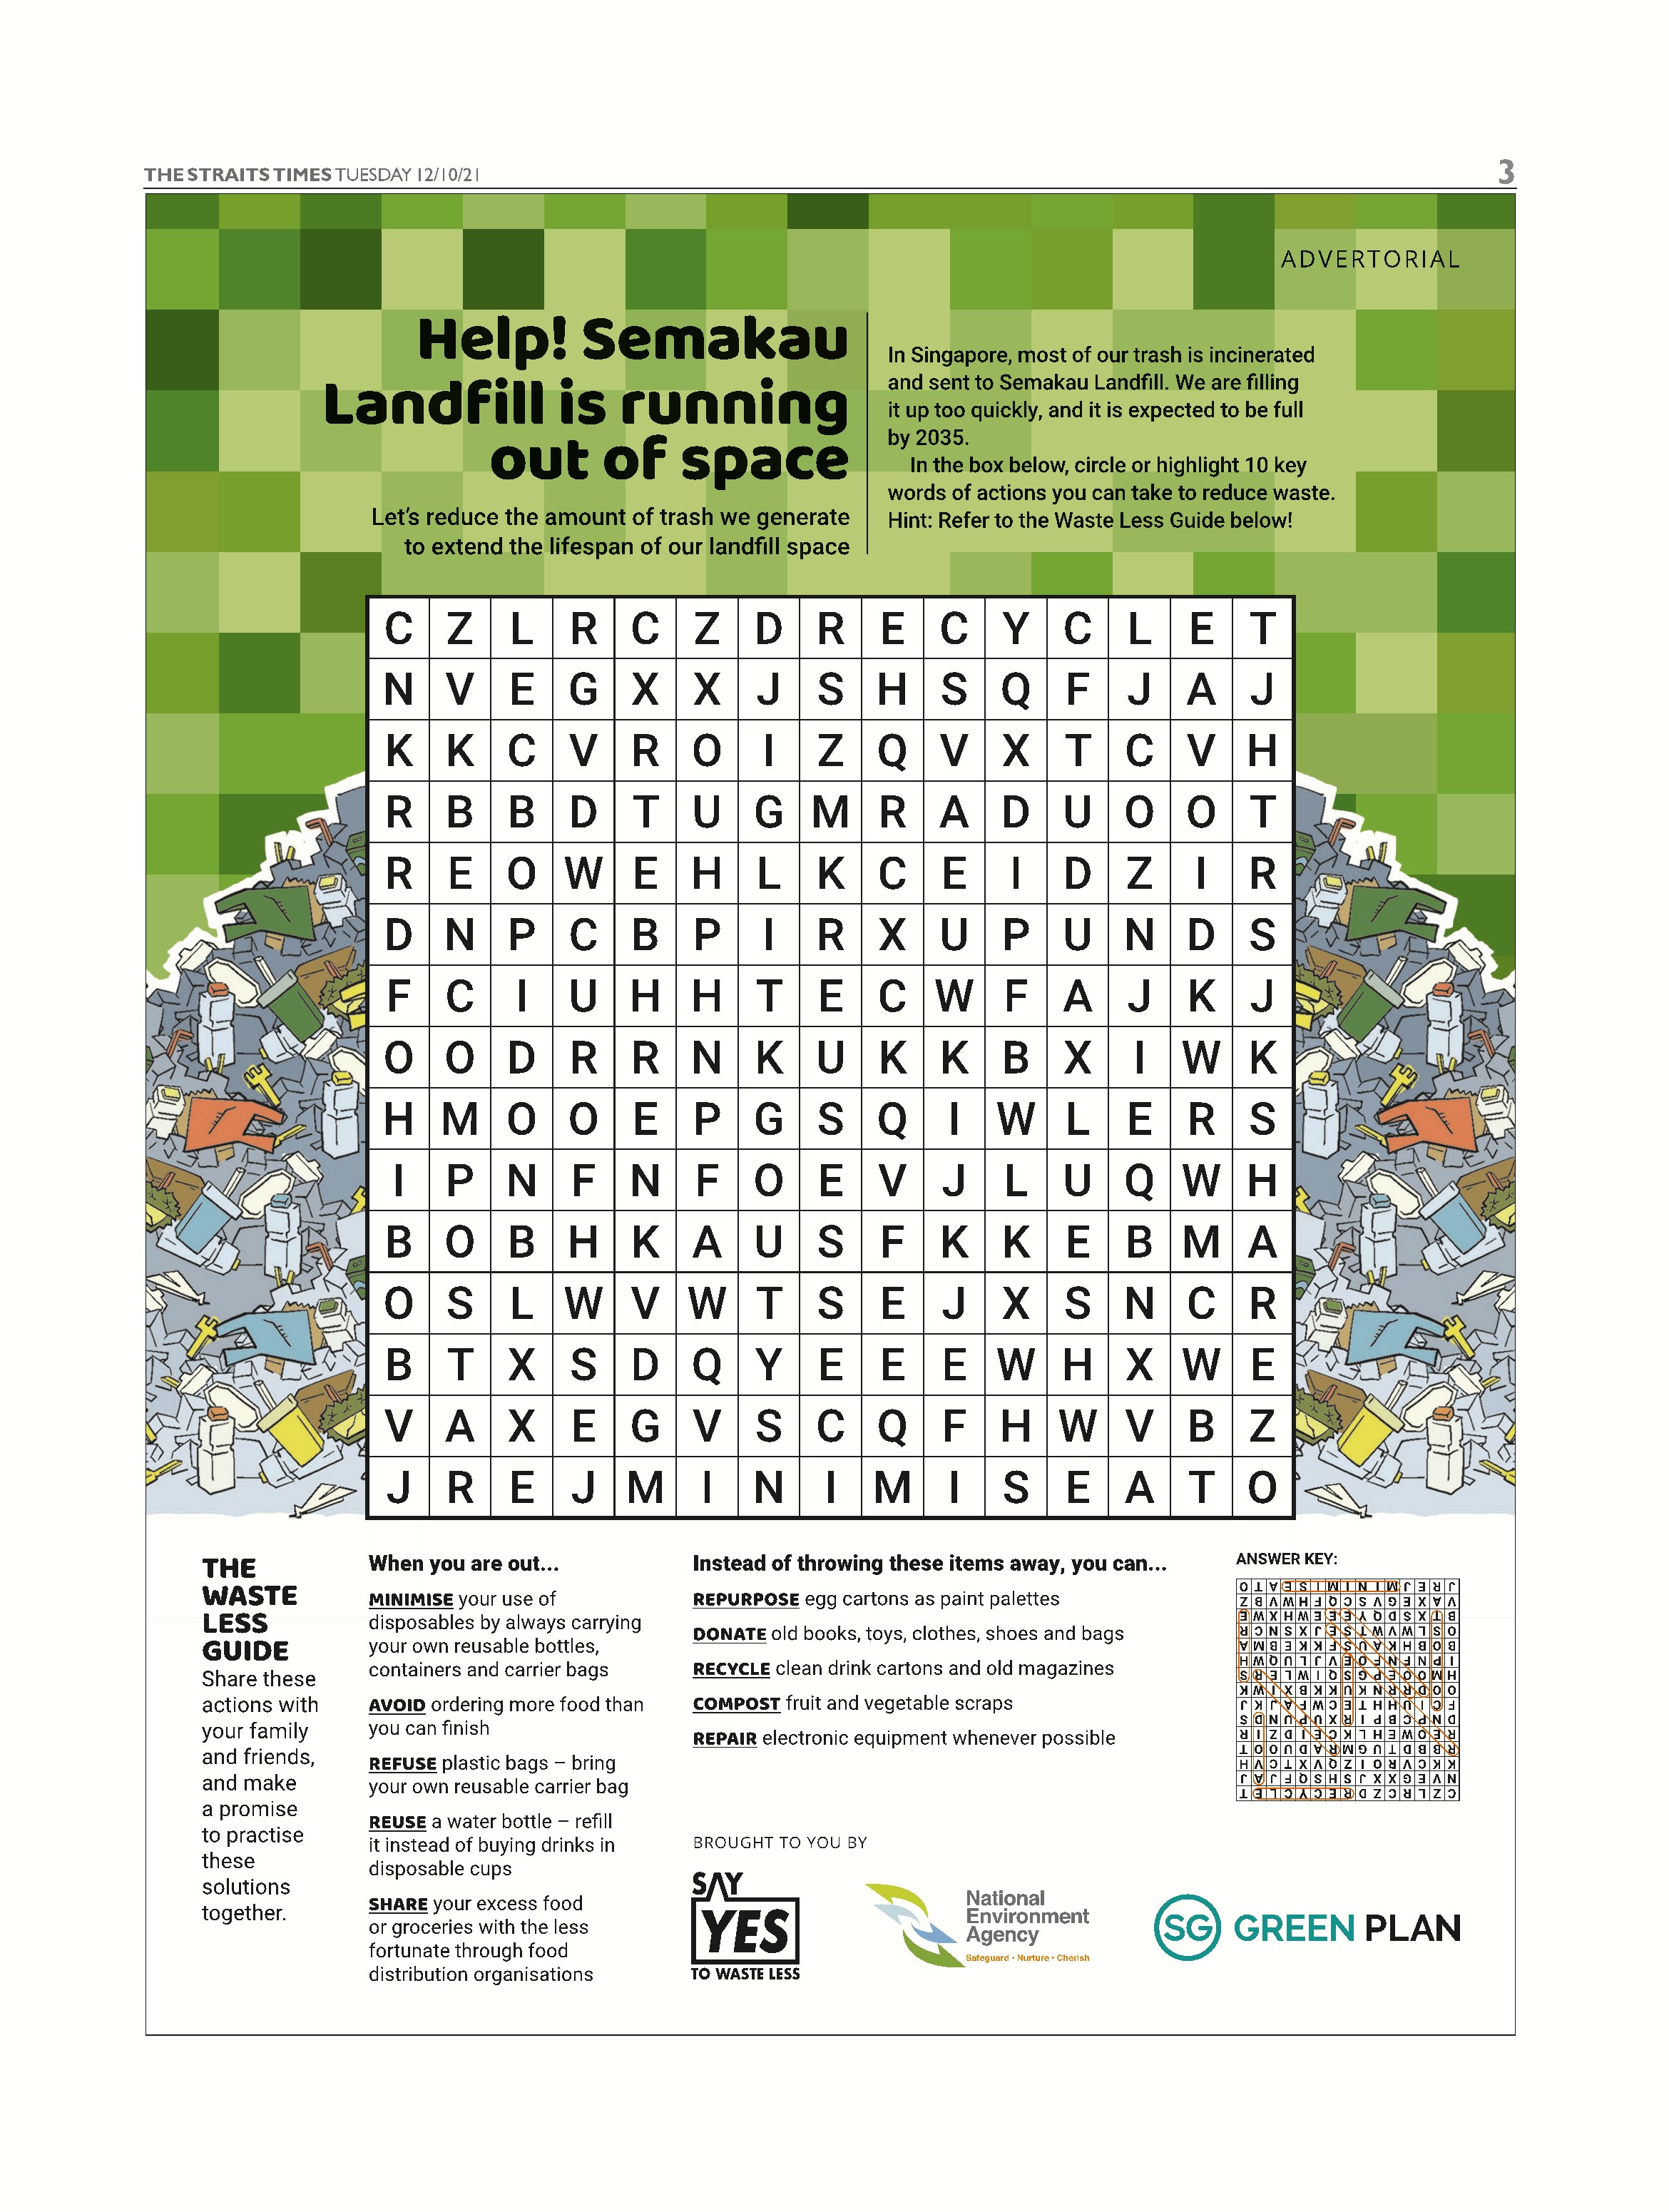 THE STRAITS TIMES TUESDAY 12/10/21
3
ADVERTORIAL
Help! Semakau
Landfill is running
out of space
Let's reduce the amount of trash we generate
to extend the lifespan of our landfill space
In Singapore, most of our trash is incinerated
and sent to Semakau Landfill. We are filling
it up too quickly, and it is expected to be full
by 2035.
In the box below, circle or highlight 10 key
words of actions you can take to reduce waste.
Hint: Refer to the Waste Less Guide below!
C Z L R C Z D R E C Y C L E T
N V E G X X J S H S Q F J A J
K K C V R O I Z Q V X T C V H
R B B D T U G M R A D U O O T
R E O W E H L K C E I D Z I R
D N P C B P I R X U P U N D S
F C I U H H T E C W F A J K J
O O D R R N K U K K B X I W K
H M O O E P G S Q I W L E R S
I P N F N F O E V J L U Q W H
B O B H K A U S F K K E B M A
O S L W V W T S E J X S N C R
B T X S D Q Y E E E W H X W E
V A X E G V S C Q F H W V B Z
J R E J M I N I M I S E A T O
THE
WASTE
LESS
GUIDE
Share these
actions with
your family
and friends,
and make
a promise
to practise
these
solutions
together.
When you are out...
MINIMISE your use of
disposables by always carrying
your own reusable bottles,
containers and carrier bags
AVOID ordering more food than
you can finish
REFUSE plastic bags – bring
your own reusable carrier bag
REUSE a water bottle – refill
it instead of buying drinks in
disposable cups
SHARE your excess food
or groceries with the less
fortunate through food
distribution organisations
Instead of throwing these items away, you can...
REPURPOSE egg cartons as paint palettes
DONATE old books, toys, clothes, shoes and bags
RECYCLE clean drink cartons and old magazines
COMPOST fruit and vegetable scraps
REPAIR electronic equipment whenever possible
BROUGHT TO YOU BY
SAY
YES
TO WASTE LESS
National
Environment
Agency
Safeguard • Nurture • Cherish
SG GREEN PLAN
ANSWER KEY:
C Z L R C Z D R E C Y C L E T
N V E G X X J S H S Q F J A J
K K C V R O I Z Q V X T C V H
R B B D T U G M R A D U O O T
R E O W E H L K C E I D Z I R
D N P C B P I R X U P U N D S
F C I U H H T E C W F A J K J
O O D R R N K U K K B X I W K
H M O O E P G S Q I W L E R S
I P N F N F O E V J L U Q W H
B O B H K A U S F K K E B M A
O S L W V W T S E J X S N C R
B T X S D Q Y E E E W H X W E
V A X E G V S C Q F H W V B Z
J R E J M I N I M I S E A T O